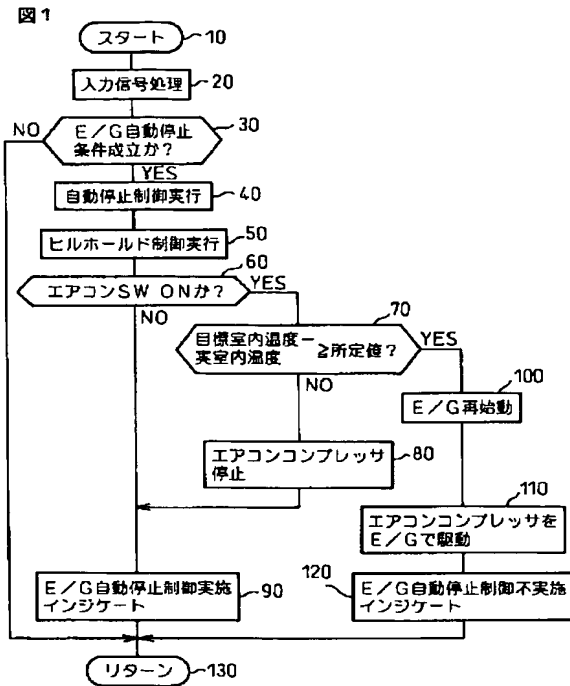 図1
スタート
10
入力信号処理
20
E/G自動停止
条件成立か?
30
NO
YES
自動停止制御実行
40
ヒルホールド制御実行
50
エアコンSW ONか?
60
YES
NO
目標室内温度－
実室内温度 ≧所定値?
70
YES
NO
E/G再始動
100
エアコンコンプレッサ
停止
80
エアコンコンプレッサを
E/Gで駆動
110
E/G自動停止制御実施
インジケート
90
E/G自動停止制御不実施
インジケート
120
リターン
130